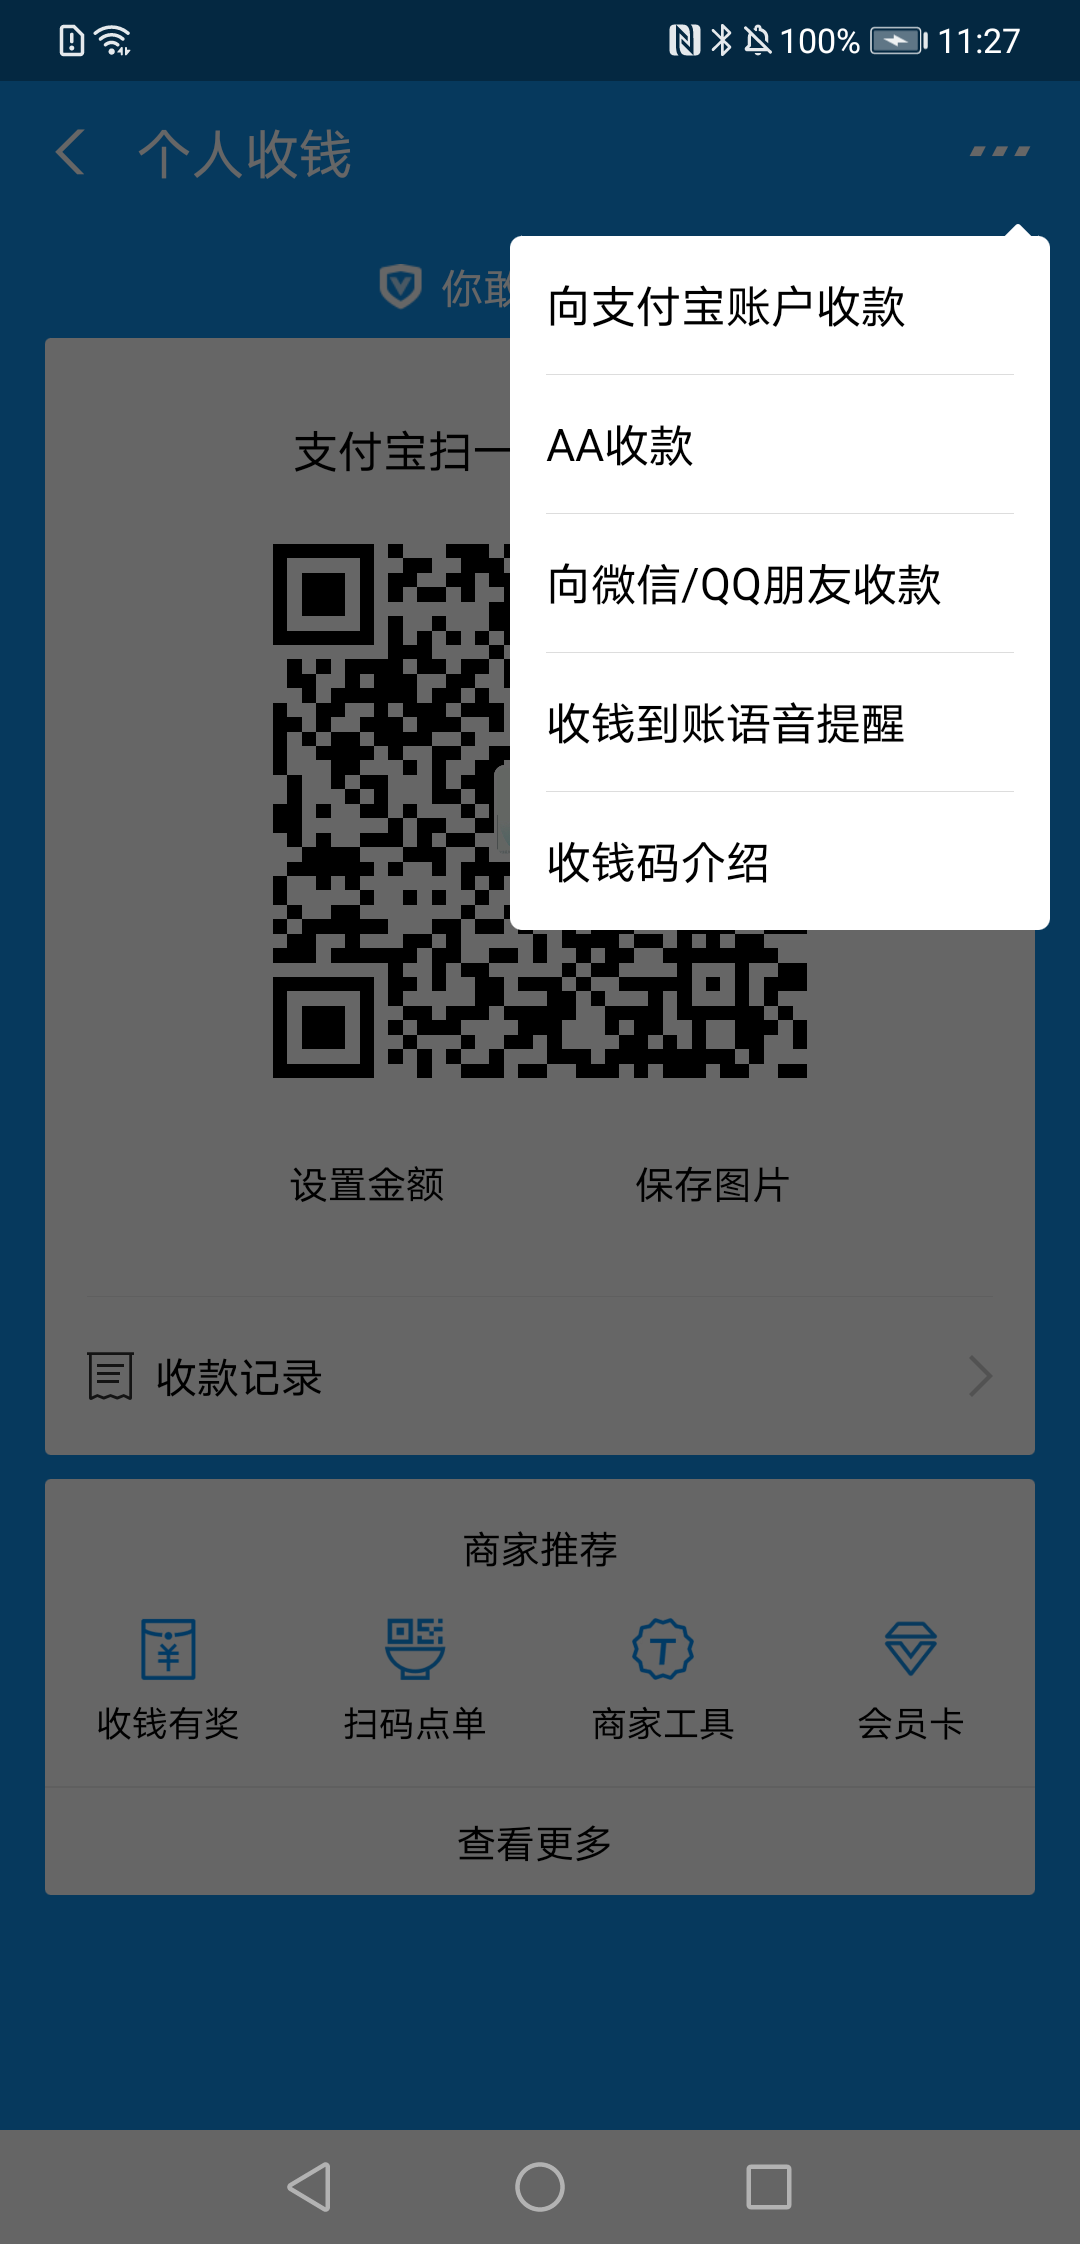 100% 11:27
个人收钱
你敢
向支付宝账户收款
支付宝扫一
AA收款
向微信/QQ朋友收款
收钱到账语音提醒
收钱码介绍
设置金额 保存图片
收款记录
商家推荐
收钱有奖 扫码点单 商家工具 会员卡
查看更多